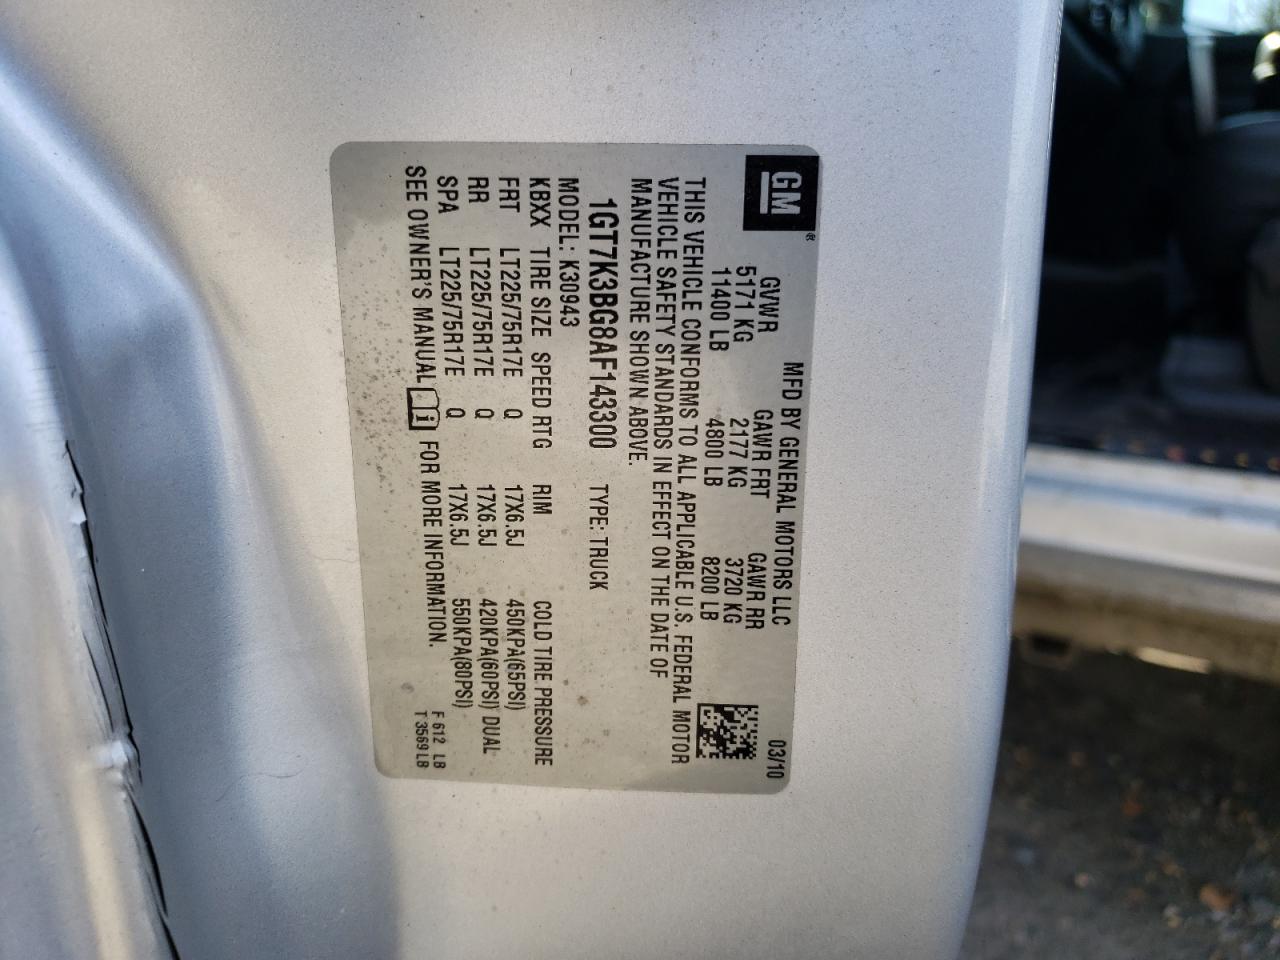 GM®
MFD BY GENERAL MOTORS LLC 03/10
GVWR GAWR FRT GAWR RR
5171 KG 2177 KG 3720 KG
11400 LB 4800 LB 8200 LB
THIS VEHICLE CONFORMS TO ALL APPLICABLE U.S. FEDERAL MOTOR
VEHICLE SAFETY STANDARDS IN EFFECT ON THE DATE OF
MANUFACTURE SHOWN ABOVE.
1GT7K3BG8AF143300 TYPE: TRUCK
MODEL: K30943
KBXX TIRE SIZE SPEED RTG RIM COLD TIRE PRESSURE
FRT LT225/75R17E Q 17X6.5J 450KPA(65PSI)
RR LT225/75R17E Q 17X6.5J 420KPA(60PSI) DUAL
SPA LT225/75R17E Q 17X6.5J 550KPA(80PSI)
SEE OWNER'S MANUAL i FOR MORE INFORMATION.
F 612 LB
T 3569 LB